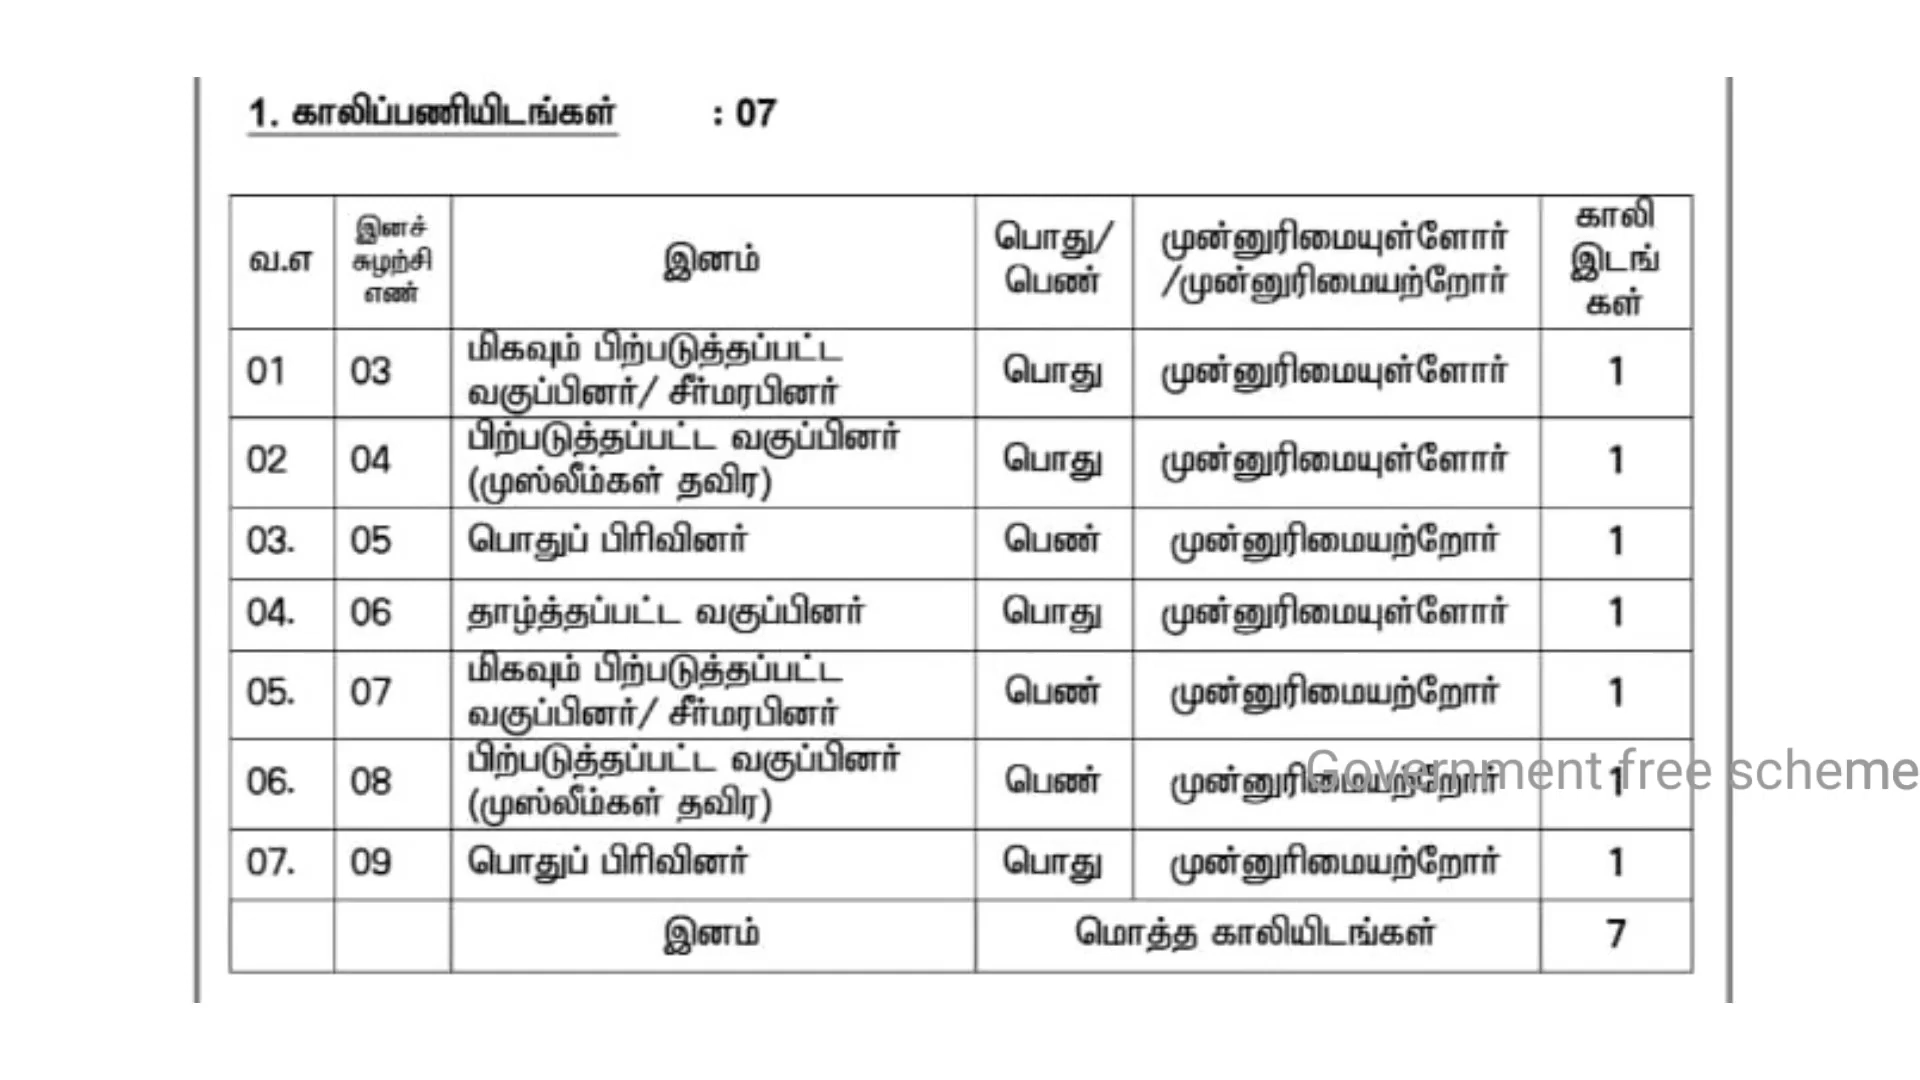 1. காலிப்பணியிடங்கள் : 07
வ.எ
இனச்
சுழற்சி
எண்
இனம்
பொது/
பெண்
முன்னுரிமையுள்ளோர்
/முன்னுரிமையற்றோர்
காலி
இடங்
கள்
01 03 மிகவும் பிற்படுத்தப்பட்ட
வகுப்பினர்/ சீர்மரபினர் பொது முன்னுரிமையுள்ளோர் 1
02 04 பிற்படுத்தப்பட்ட வகுப்பினர்
(முஸ்லீம்கள் தவிர) பொது முன்னுரிமையுள்ளோர் 1
03. 05 பொதுப் பிரிவினர் பெண் முன்னுரிமையற்றோர் 1
04. 06 தாழ்த்தப்பட்ட வகுப்பினர் பொது முன்னுரிமையுள்ளோர் 1
05. 07 மிகவும் பிற்படுத்தப்பட்ட
வகுப்பினர்/ சீர்மரபினர் பெண் முன்னுரிமையற்றோர் 1
06. 08 பிற்படுத்தப்பட்ட வகுப்பினர்
(முஸ்லீம்கள் தவிர) பெண் முன்னுரிமையற்றோர் 1
Government free scheme
07. 09 பொதுப் பிரிவினர் பொது முன்னுரிமையற்றோர் 1
இனம் மொத்த காலியிடங்கள் 7